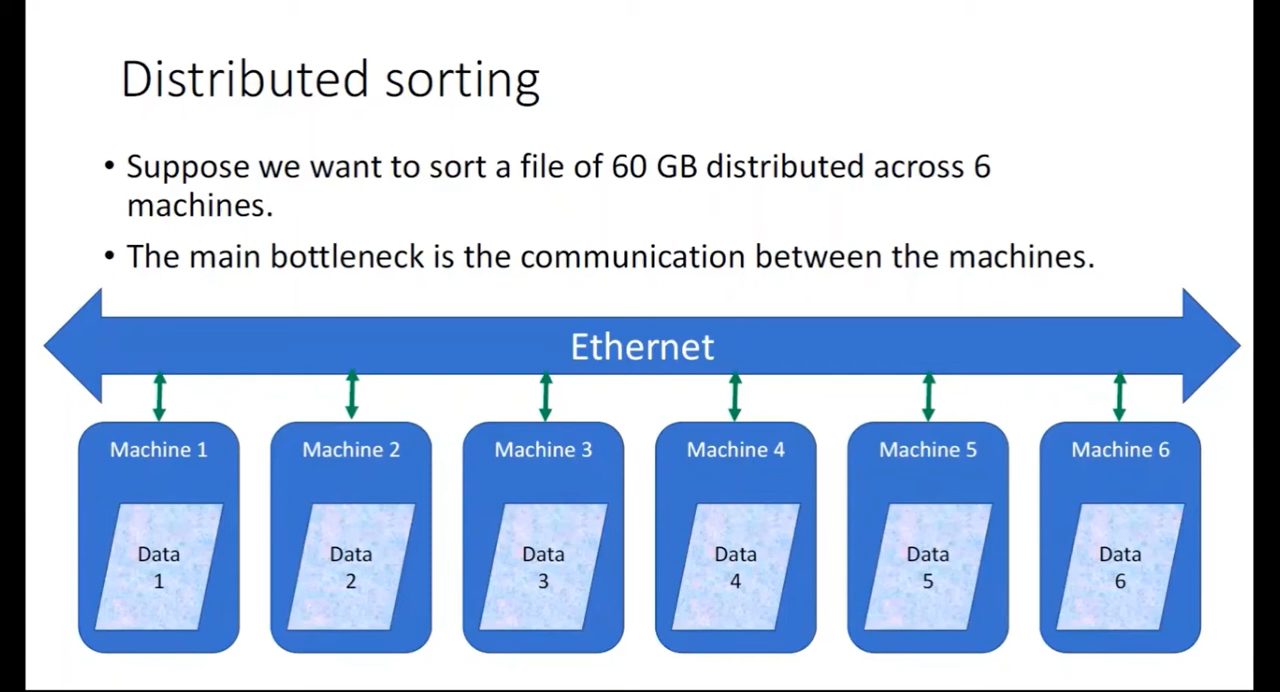 Distributed sorting
• Suppose we want to sort a file of 60 GB distributed across 6
machines.
• The main bottleneck is the communication between the machines.
Ethernet
Machine 1
Machine 2
Machine 3
Machine 4
Machine 5
Machine 6
Data
1
Data
2
Data
3
Data
4
Data
5
Data
6